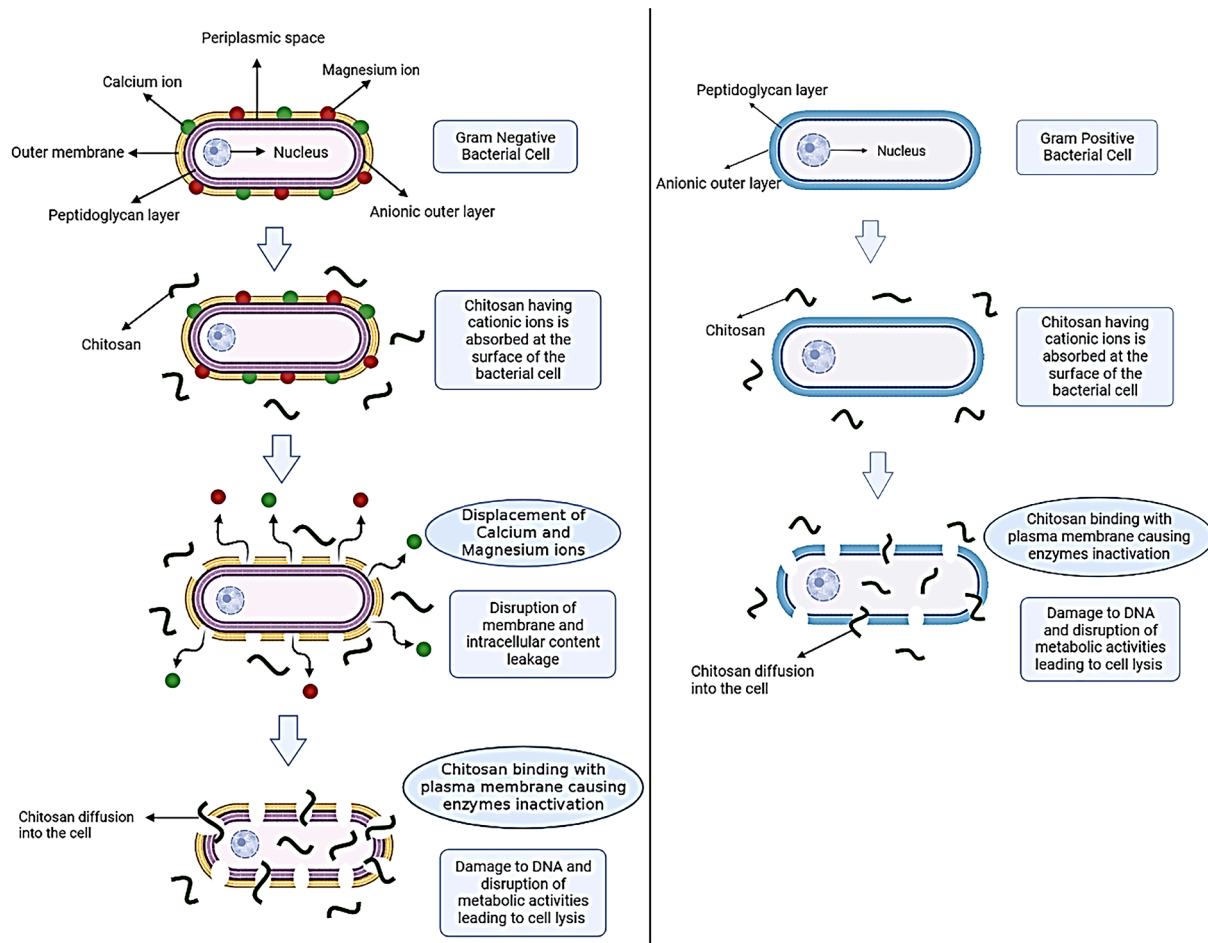 Periplasmic space
Calcium ion
Magnesium ion
Outer membrane
Nucleus
Peptidoglycan layer
Anionic outer layer
Gram Negative
Bacterial Cell
Chitosan
Chitosan having
cationic ions is
absorbed at the
surface of the
bacterial cell
Displacement of
Calcium and
Magnesium ions
Disruption of
membrane and
intracellular content
leakage
Chitosan binding with
plasma membrane causing
enzymes inactivation
Chitosan diffusion
into the cell
Damage to DNA and
disruption of
metabolic activities
leading to cell lysis
Peptidoglycan layer
Nucleus
Anionic outer layer
Gram Positive
Bacterial Cell
Chitosan
Chitosan having
cationic ions is
absorbed at the
surface of the
bacterial cell
Chitosan binding with
plasma membrane causing
enzymes inactivation
Damage to DNA
and disruption of
metabolic activities
leading to cell lysis
Chitosan diffusion
into the cell